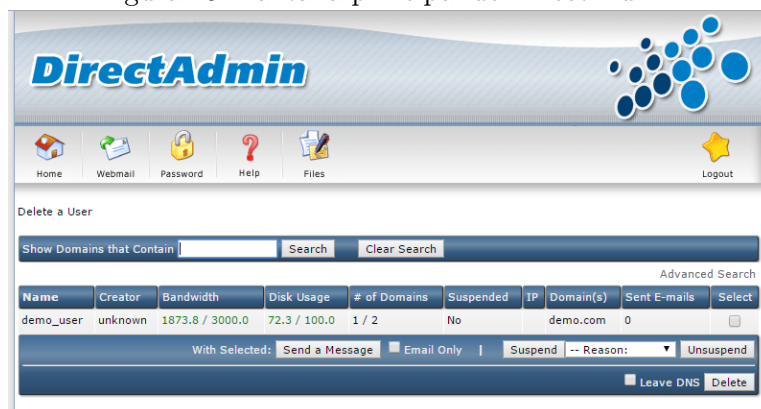 DirectAdmin
Home Webmail Password Help Files Logout
Delete a User
Show Domains that Contain Search Clear Search
Advanced Search
Name Creator Bandwidth Disk Usage # of Domains Suspended IP Domain(s) Sent E-mails Select
demo_user unknown 1873.8 / 3000.0 72.3 / 100.0 1 / 2 No demo.com 0
With Selected: Send a Message Email Only | Suspend -- Reason: Unsuspend
Leave DNS Delete